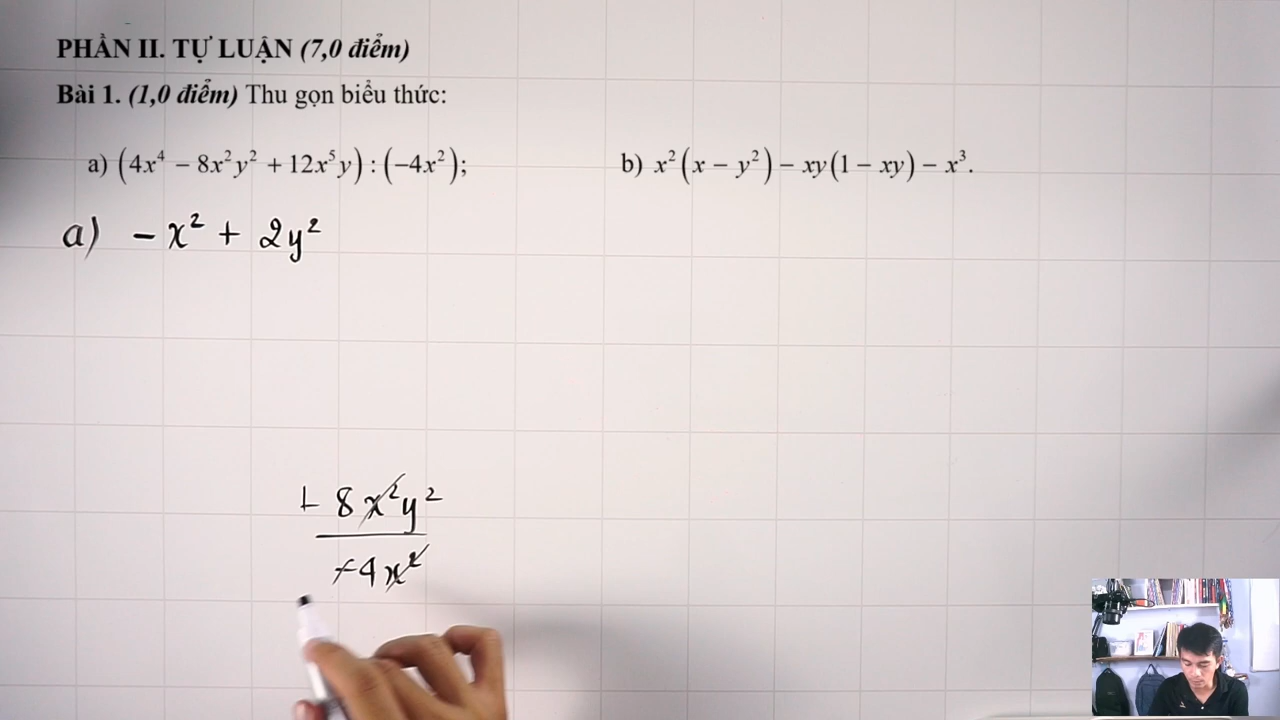 PHẦN II. TỰ LUẬN (7,0 điểm)
Bài 1. (1,0 điểm) Thu gọn biểu thức:
a) (4x⁴ − 8x²y² + 12x⁵y) : (−4x²);
b) x²(x − y²) − xy(1 − xy) − x³.
a) − x² + 2y²
− 8x²y²
−4x²